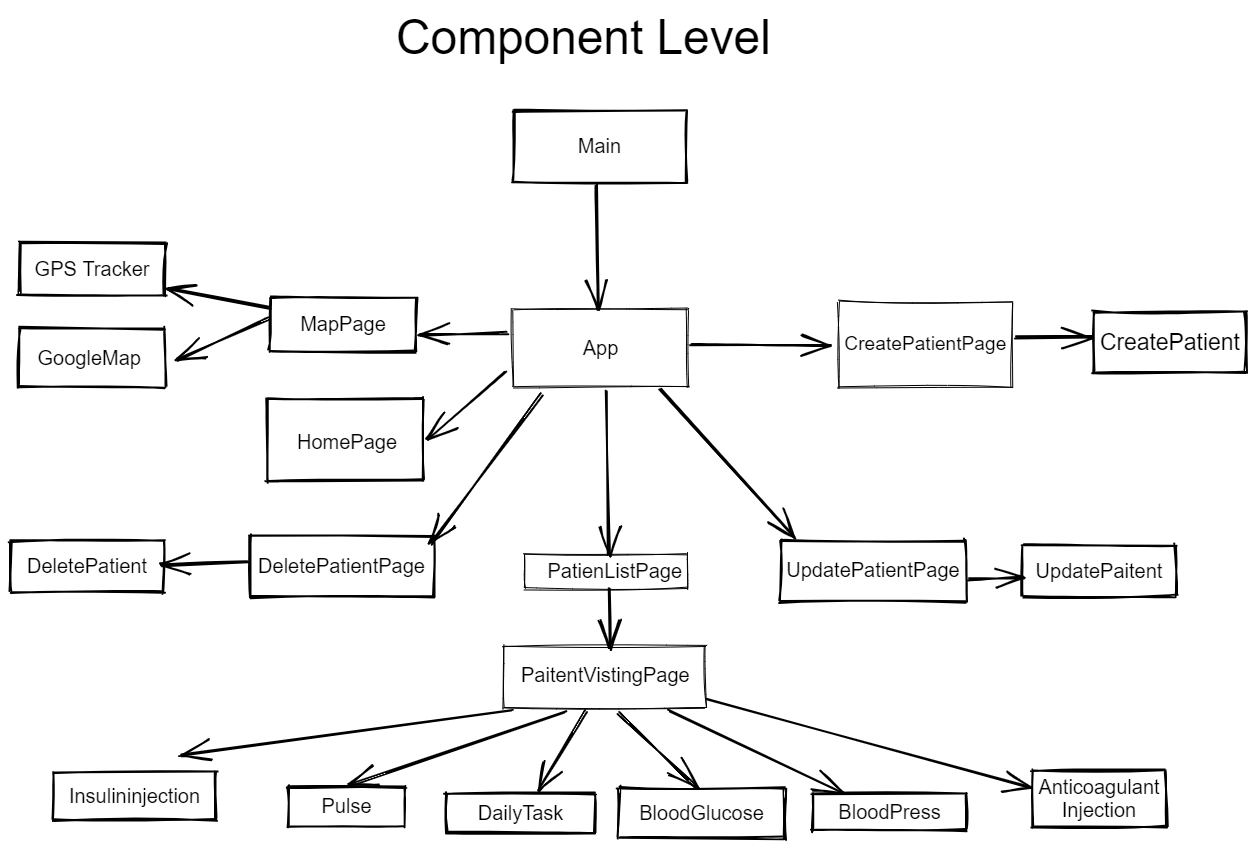 Component Level
Main
GPS Tracker
MapPage
GoogleMap
App
CreatePatientPage
CreatePatient
HomePage
DeletePatient
DeletePatientPage
PatienListPage
UpdatePatientPage
UpdatePaitent
PaitentVistingPage
Insulininjection
Pulse
DailyTask
BloodGlucose
BloodPress
Anticoagulant
Injection